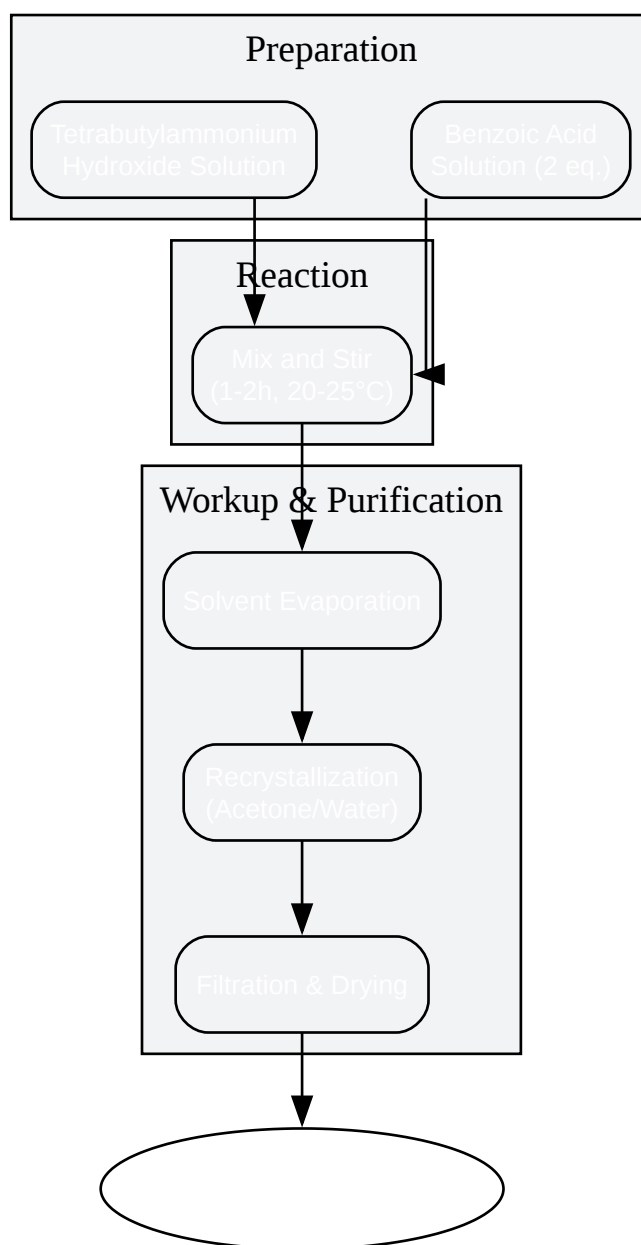 Preparation
Tetrabutylammonium
Hydroxide Solution
Benzoic Acid
Solution (2 eq.)
Reaction
Mix and Stir
(1-2h, 20-25°C)
Workup & Purification
Solvent Evaporation
Recrystallization
(Acetone/Water)
Filtration & Drying